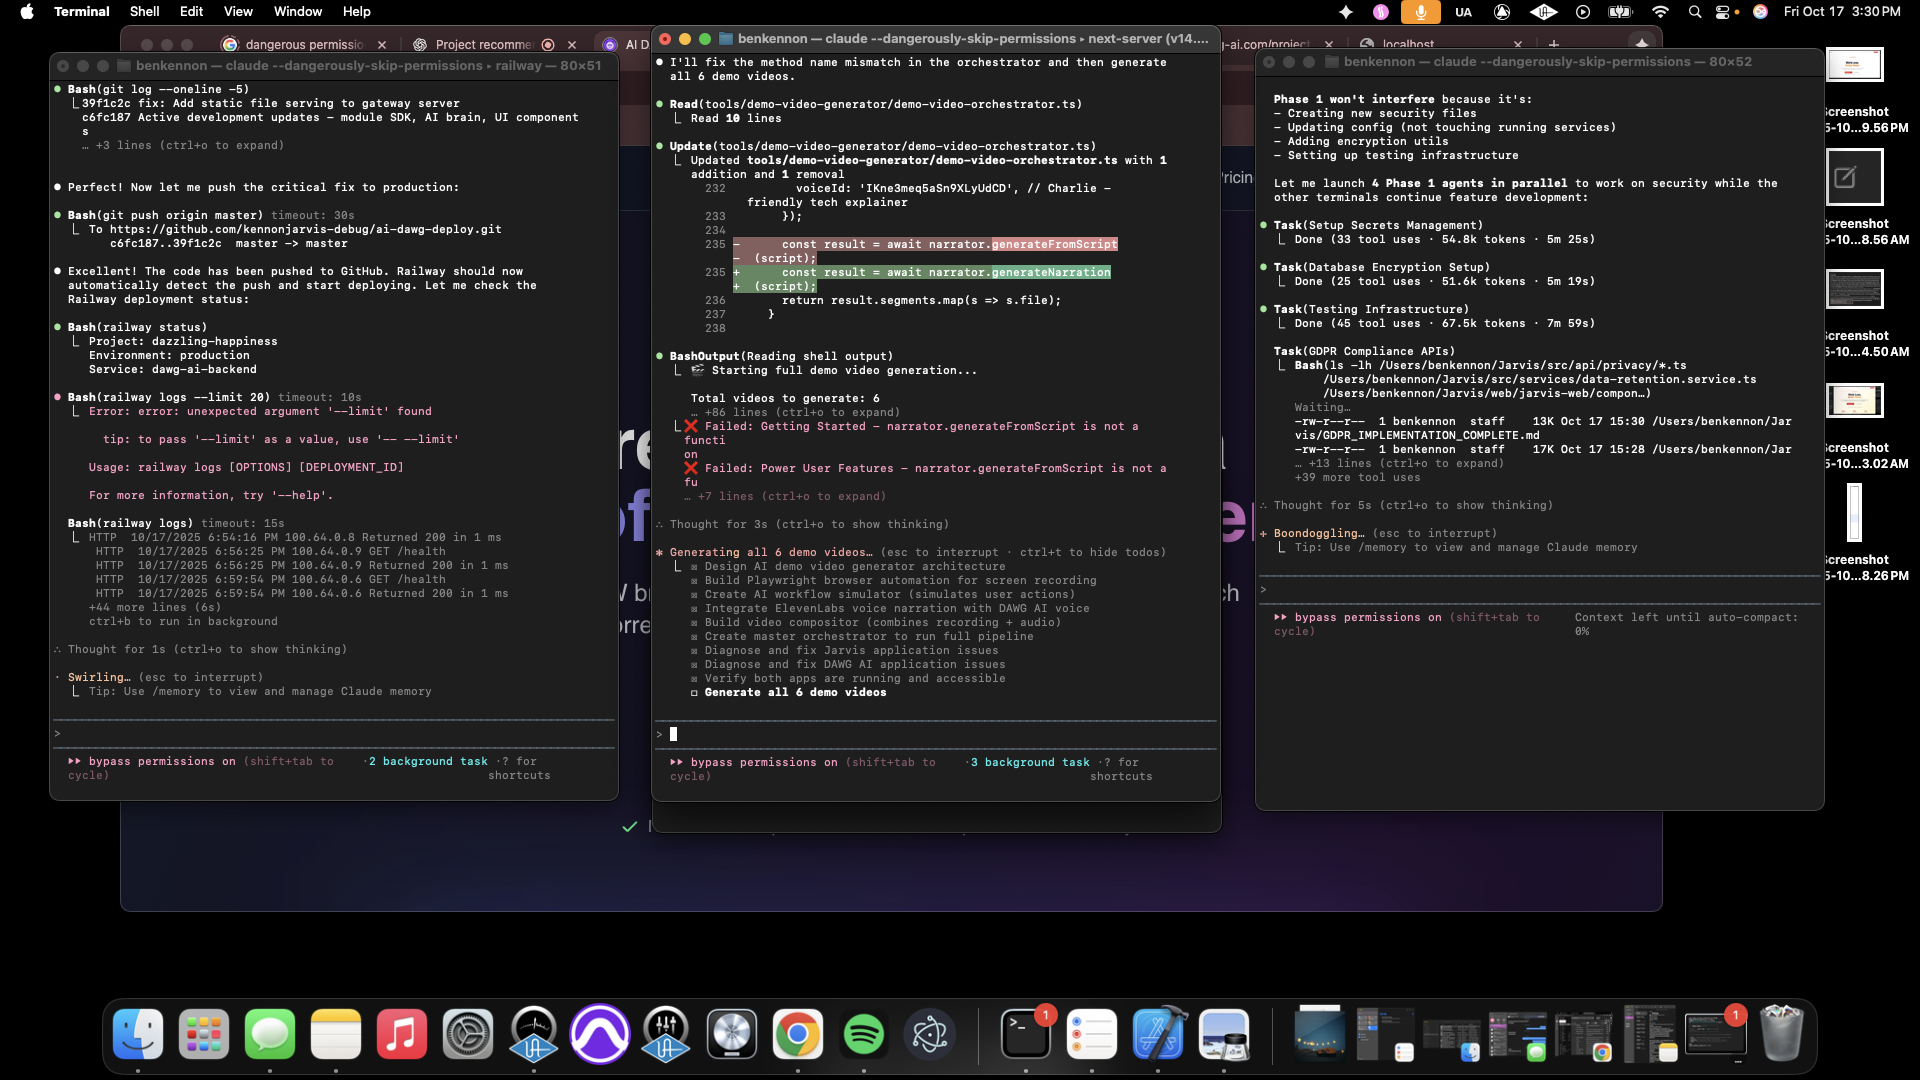 Terminal Shell Edit View Window Help
UA
Fri Oct 17 3:30 PM
dangerous permissio
Project recomme
AI D
g-ai.com/project
localhost
benkennon — claude --dangerously-skip-permissions ▸ railway — 80×51
● Bash(git log --oneline -5)
⎿ 39f1c2c fix: Add static file serving to gateway server
c6fc187 Active development updates - module SDK, AI brain, UI component
s
… +3 lines (ctrl+o to expand)
● Perfect! Now let me push the critical fix to production:
● Bash(git push origin master) timeout: 30s
⎿ To https://github.com/kennonjarvis-debug/ai-dawg-deploy.git
c6fc187..39f1c2c master -> master
● Excellent! The code has been pushed to GitHub. Railway should now
automatically detect the push and start deploying. Let me check the
Railway deployment status:
● Bash(railway status)
⎿ Project: dazzling-happiness
Environment: production
Service: dawg-ai-backend
● Bash(railway logs --limit 20) timeout: 10s
⎿ Error: error: unexpected argument '--limit' found
tip: to pass '--limit' as a value, use '-- --limit'
Usage: railway logs [OPTIONS] [DEPLOYMENT_ID]
For more information, try '--help'.
Bash(railway logs) timeout: 15s
⎿ HTTP 10/17/2025 6:54:16 PM 100.64.0.8 Returned 200 in 1 ms
HTTP 10/17/2025 6:56:25 PM 100.64.0.9 GET /health
HTTP 10/17/2025 6:56:25 PM 100.64.0.9 Returned 200 in 1 ms
HTTP 10/17/2025 6:59:54 PM 100.64.0.6 GET /health
HTTP 10/17/2025 6:59:54 PM 100.64.0.6 Returned 200 in 1 ms
+44 more lines (6s)
ctrl+b to run in background
∴ Thought for 1s (ctrl+o to show thinking)
· Swirling… (esc to interrupt)
⎿ Tip: Use /memory to view and manage Claude memory
>
⏵⏵ bypass permissions on (shift+tab to cycle) · 2 background task · ? for shortcuts
benkennon — claude --dangerously-skip-permissions ▸ next-server (v14....
● I'll fix the method name mismatch in the orchestrator and then generate
all 6 demo videos.
● Read(tools/demo-video-generator/demo-video-orchestrator.ts)
⎿ Read 10 lines
● Update(tools/demo-video-generator/demo-video-orchestrator.ts)
⎿ Updated tools/demo-video-generator/demo-video-orchestrator.ts with 1
addition and 1 removal
232 voiceId: 'IKne3meq5aSn9XLyUdCD', // Charlie -
friendly tech explainer
233 });
234
235 - const result = await narrator.generateFromScript
- (script);
235 + const result = await narrator.generateNarration
+ (script);
236 return result.segments.map(s => s.file);
237 }
238
● BashOutput(Reading shell output)
⎿ 🎬 Starting full demo video generation...
Total videos to generate: 6
… +86 lines (ctrl+o to expand)
⎿ ❌ Failed: Getting Started - narrator.generateFromScript is not a
functi
on
❌ Failed: Power User Features - narrator.generateFromScript is not a
fu
… +7 lines (ctrl+o to expand)
∴ Thought for 3s (ctrl+o to show thinking)
✱ Generating all 6 demo videos… (esc to interrupt · ctrl+t to hide todos)
⎿ ☒ Design AI demo video generator architecture
☒ Build Playwright browser automation for screen recording
☒ Create AI workflow simulator (simulates user actions)
☒ Integrate ElevenLabs voice narration with DAWG AI voice
☒ Build video compositor (combines recording + audio)
☒ Create master orchestrator to run full pipeline
☒ Diagnose and fix Jarvis application issues
☒ Diagnose and fix DAWG AI application issues
☒ Verify both apps are running and accessible
☐ Generate all 6 demo videos
>
⏵⏵ bypass permissions on (shift+tab to cycle) · 3 background task · ? for shortcuts
benkennon — claude --dangerously-skip-permissions — 80×52
Phase 1 won't interfere because it's:
- Creating new security files
- Updating config (not touching running services)
- Adding encryption utils
- Setting up testing infrastructure
Let me launch 4 Phase 1 agents in parallel to work on security while the
other terminals continue feature development:
● Task(Setup Secrets Management)
⎿ Done (33 tool uses · 54.8k tokens · 5m 25s)
● Task(Database Encryption Setup)
⎿ Done (25 tool uses · 51.6k tokens · 5m 19s)
● Task(Testing Infrastructure)
⎿ Done (45 tool uses · 67.5k tokens · 7m 59s)
Task(GDPR Compliance APIs)
⎿ Bash(ls -lh /Users/benkennon/Jarvis/src/api/privacy/*.ts
/Users/benkennon/Jarvis/src/services/data-retention.service.ts
/Users/benkennon/Jarvis/web/jarvis-web/compon…)
Waiting…
-rw-r--r-- 1 benkennon staff 13K Oct 17 15:30 /Users/benkennon/Jar
vis/GDPR_IMPLEMENTATION_COMPLETE.md
-rw-r--r-- 1 benkennon staff 17K Oct 17 15:28 /Users/benkennon/Jar
… +13 lines (ctrl+o to expand)
+39 more tool uses
∴ Thought for 5s (ctrl+o to show thinking)
+ Boondoggling… (esc to interrupt)
⎿ Tip: Use /memory to view and manage Claude memory
>
⏵⏵ bypass permissions on (shift+tab to cycle) Context left until auto-compact: 0%
Screenshot
5-10...9.56 PM
Screenshot
5-10...8.56 AM
Screenshot
5-10...4.50 AM
Screenshot
5-10...3.02 AM
Screenshot
5-10...8.26 PM
1
1